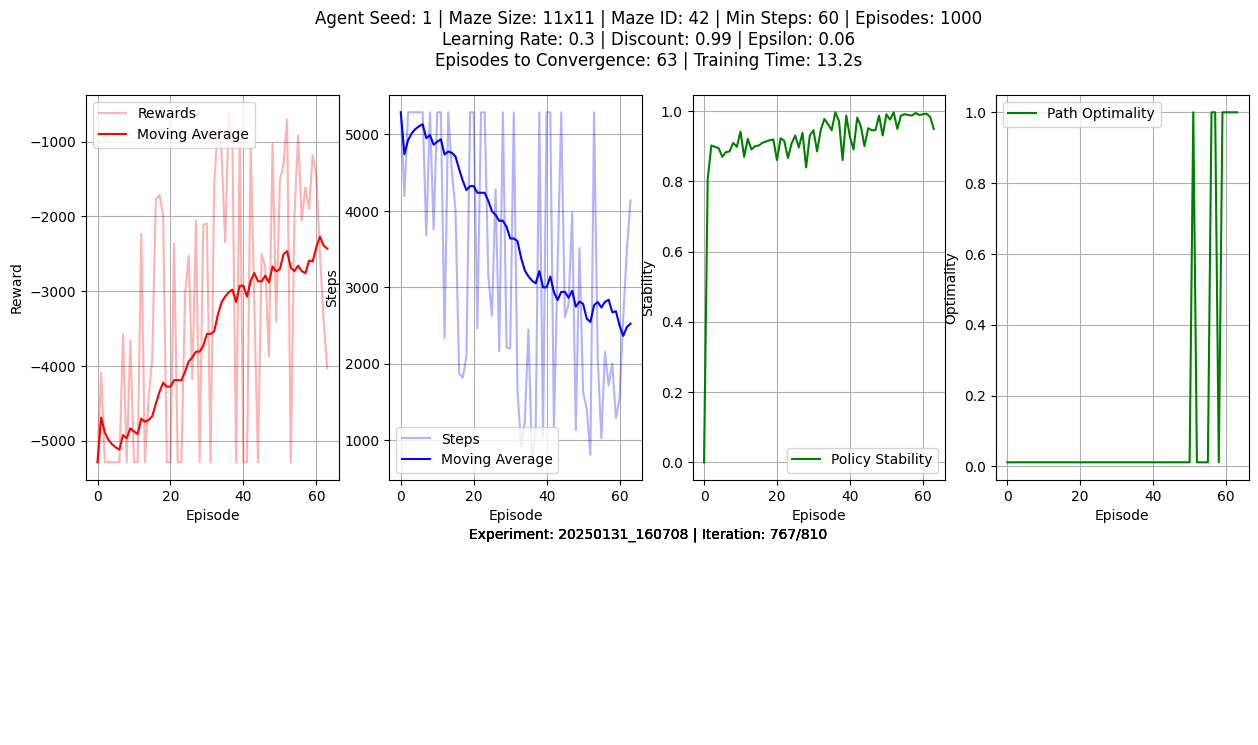 Agent Seed: 1 | Maze Size: 11x11 | Maze ID: 42 | Min Steps: 60 | Episodes: 1000
Learning Rate: 0.3 | Discount: 0.99 | Epsilon: 0.06
Episodes to Convergence: 63 | Training Time: 13.2s
Reward
−1000
−2000
−3000
−4000
−5000
Rewards
Moving Average
0
20
40
60
Episode
Steps
5000
4000
3000
2000
1000
Steps
Moving Average
0
20
40
60
Episode
Stability
1.0
0.8
0.6
0.4
0.2
0.0
Policy Stability
0
20
40
60
Episode
Optimality
1.0
0.8
0.6
0.4
0.2
0.0
Path Optimality
0
20
40
60
Episode
Experiment: 20250131_160708 | Iteration: 767/810